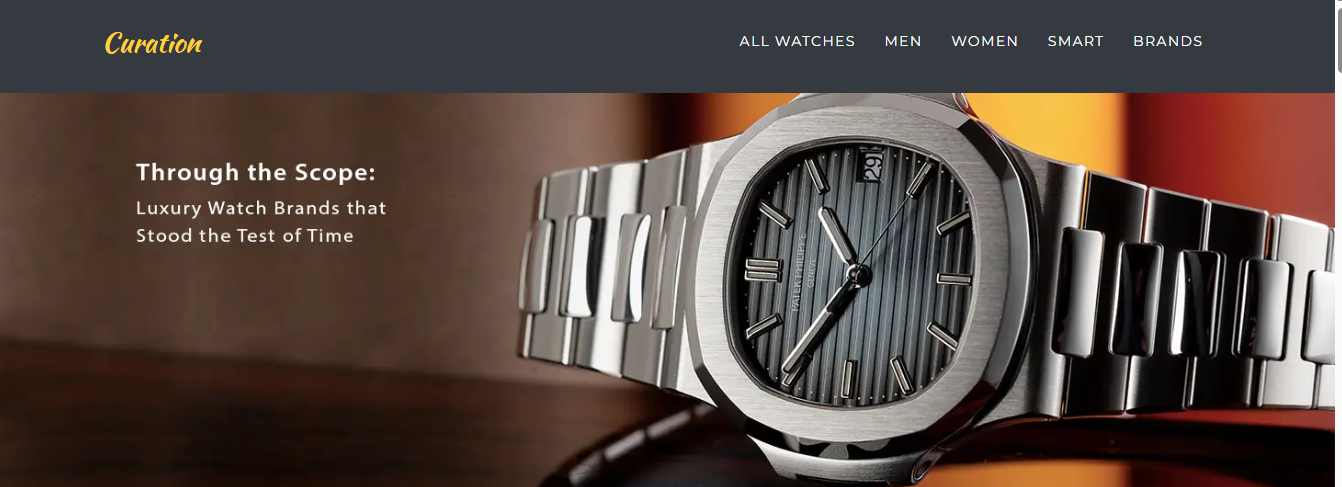 Curation
ALL WATCHES MEN WOMEN SMART BRANDS
Through the Scope:
Luxury Watch Brands that
Stood the Test of Time
29
PATEK PHILIPPE
GENEVE